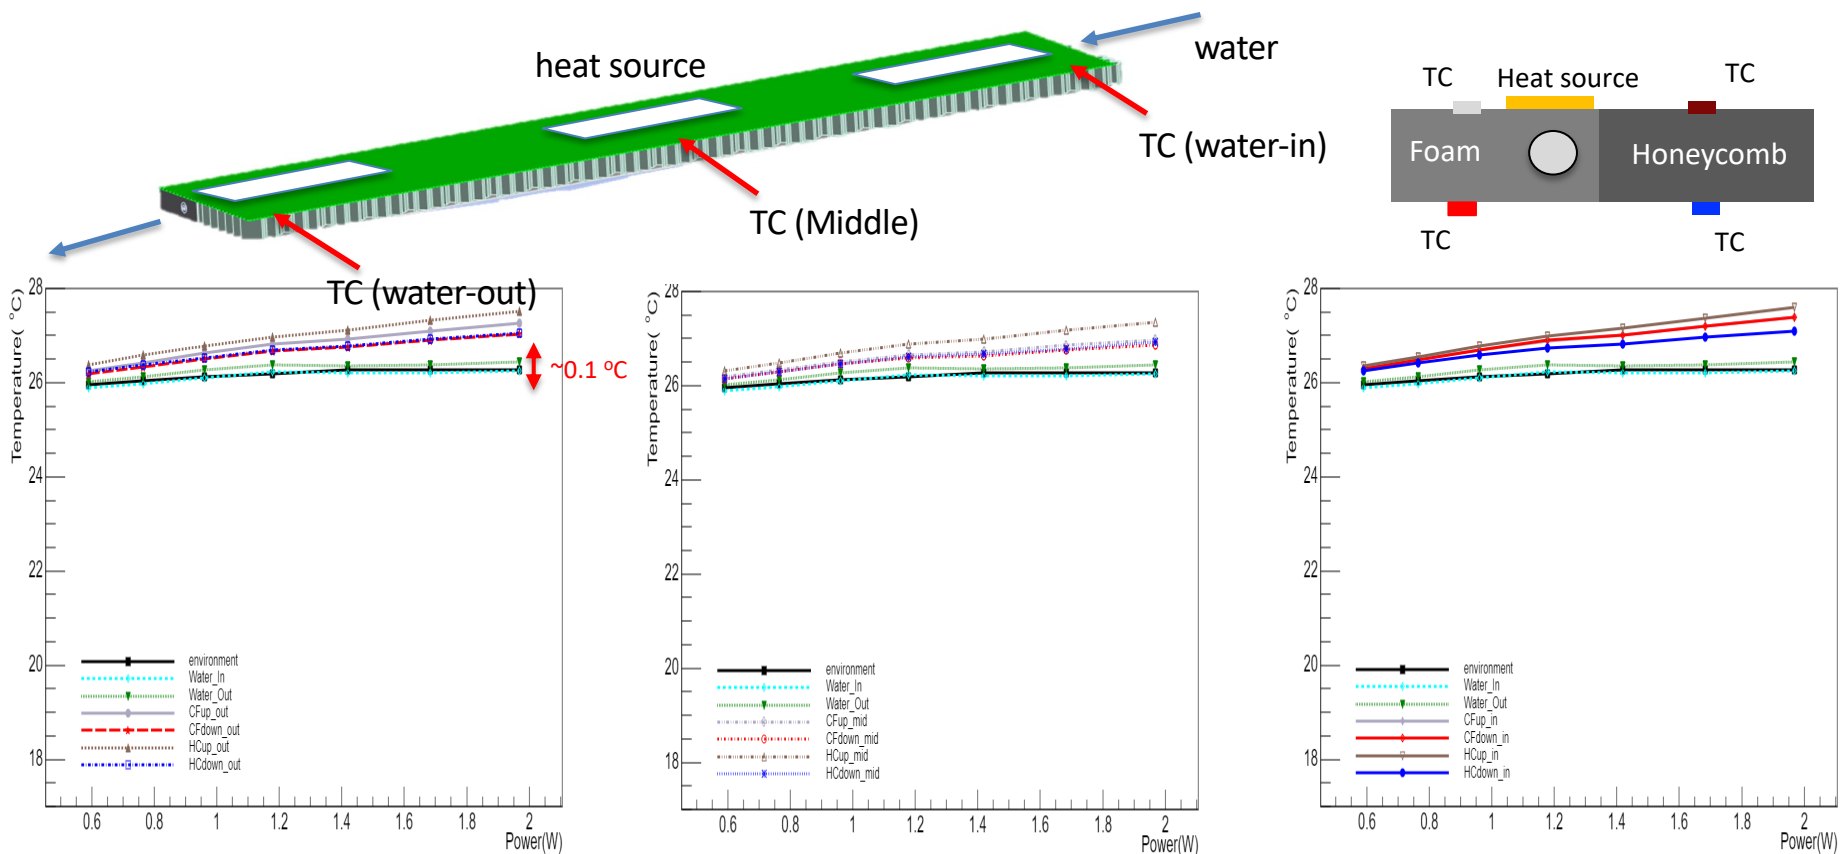 heat source
water
TC (water-in)
TC (Middle)
TC (water-out)
TC
Heat source
TC
Foam
Honeycomb
TC
TC
Temperature( °C)
28
26
24
22
20
18
~0.1 °C
environment
Water_In
Water_Out
CFup_out
CFdown_out
HCup_out
HCdown_out
0.6 0.8 1 1.2 1.4 1.6 1.8 2
Power(W)
Temperature( °C)
28
26
24
22
20
18
environment
Water_In
Water_Out
CFup_mid
CFdown_mid
HCup_mid
HCdown_mid
0.6 0.8 1 1.2 1.4 1.6 1.8 2
Power(W)
Temperature( °C)
28
26
24
22
20
18
environment
Water_In
Water_Out
CFup_in
CFdown_in
HCup_in
HCdown_in
0.6 0.8 1 1.2 1.4 1.6 1.8 2
Power(W)